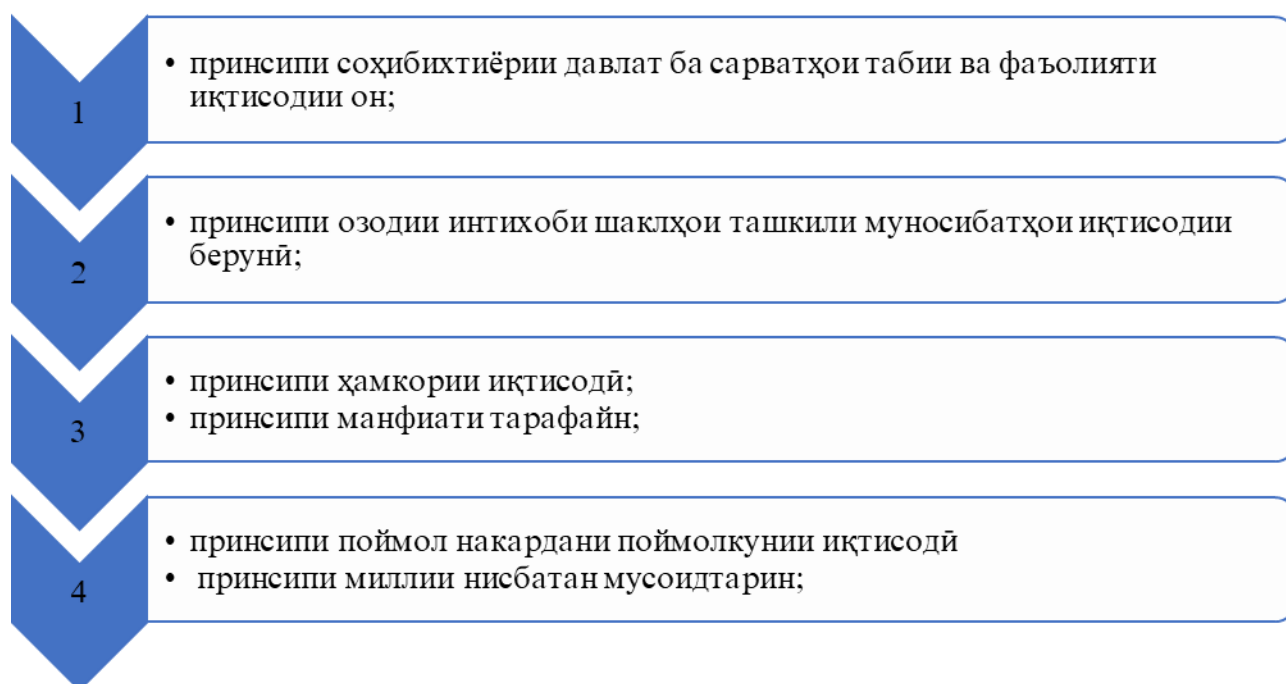 1
• принсипи соҳибихтиёрии давлат ба сарватҳои табии ва фаъолияти
иқтисодии он;
2
• принсипи озодии интихоби шаклҳои ташкили муносибатҳои иқтисодии
берунӣ;
3
• принсипи ҳамкории иқтисодӣ;
• принсипи манфиати тарафайн;
4
• принсипи поймол накардани поймолкунии иқтисодӣ
• принсипи миллии нисбатан мусоидтарин;